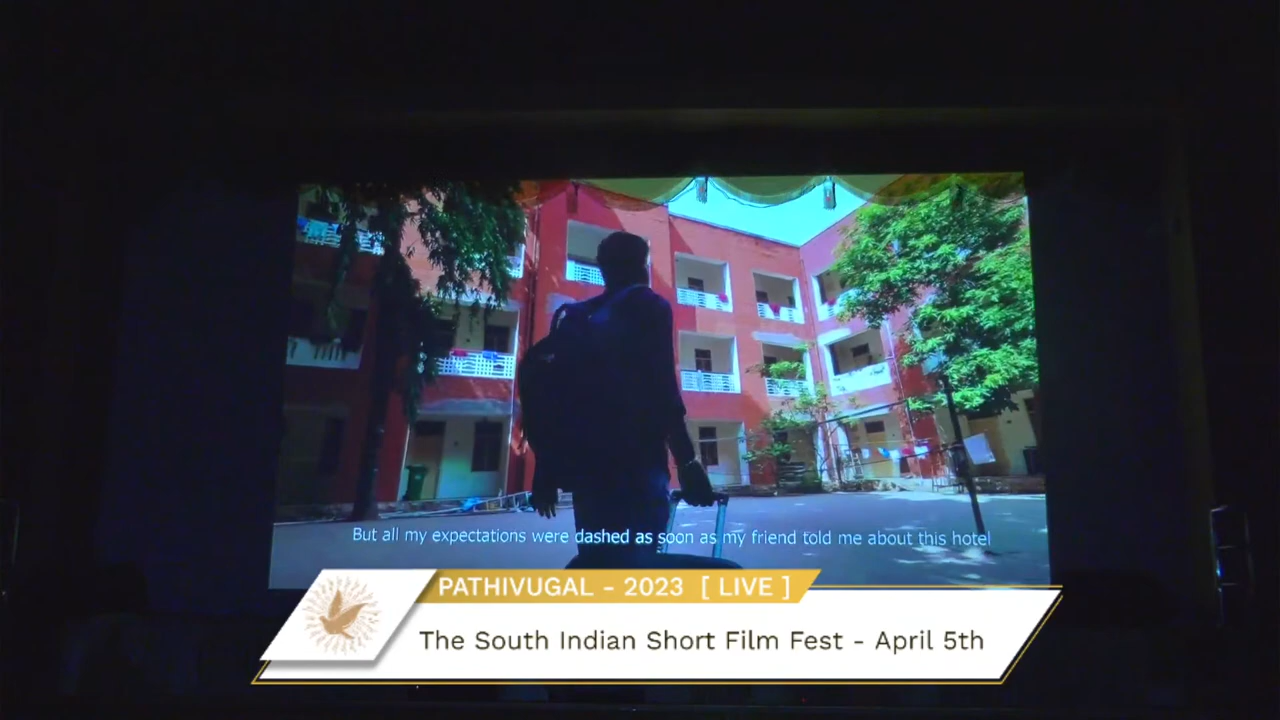 But all my expectations were dashed as soon as my friend told me about this hotel
PATHIVUGAL - 2023 [ LIVE ]
The South Indian Short Film Fest - April 5th